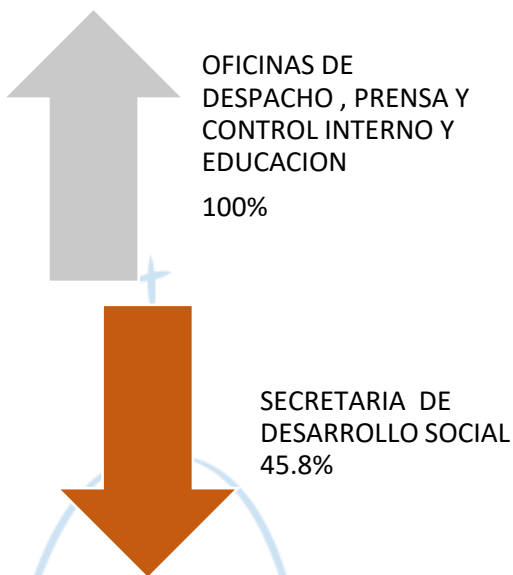 OFICINAS DE
DESPACHO , PRENSA Y
CONTROL INTERNO Y
EDUCACION
100%
SECRETARIA DE
DESARROLLO SOCIAL
45.8%